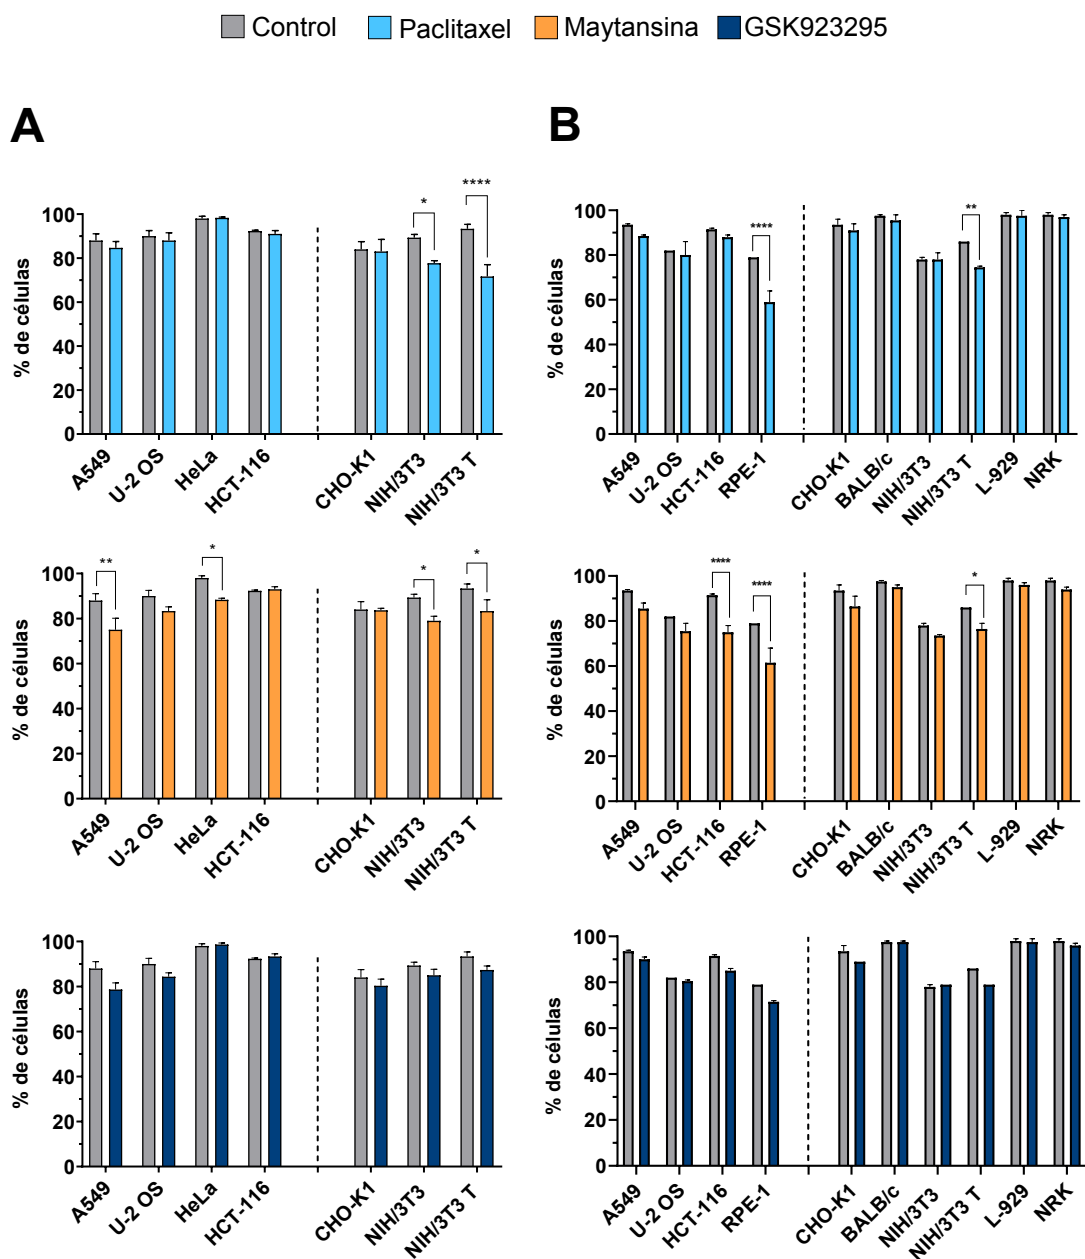 Control Paclitaxel Maytansina GSK923295
A B
****
*
100
80
60
40
20
0
% de células
A549 U-2 OS HeLa HCT-116 CHO-K1 NIH/3T3 NIH/3T3 T
****
**
100
80
60
40
20
0
% de células
A549 U-2 OS HCT-116 RPE-1 CHO-K1 BALB/c NIH/3T3 NIH/3T3 T L-929 NRK
** * * *
100
80
60
40
20
0
% de células
A549 U-2 OS HeLa HCT-116 CHO-K1 NIH/3T3 NIH/3T3 T
**** **** *
100
80
60
40
20
0
% de células
A549 U-2 OS HCT-116 RPE-1 CHO-K1 BALB/c NIH/3T3 NIH/3T3 T L-929 NRK
100
80
60
40
20
0
% de células
A549 U-2 OS HeLa HCT-116 CHO-K1 NIH/3T3 NIH/3T3 T
100
80
60
40
20
0
% de células
A549 U-2 OS HCT-116 RPE-1 CHO-K1 BALB/c NIH/3T3 NIH/3T3 T L-929 NRK